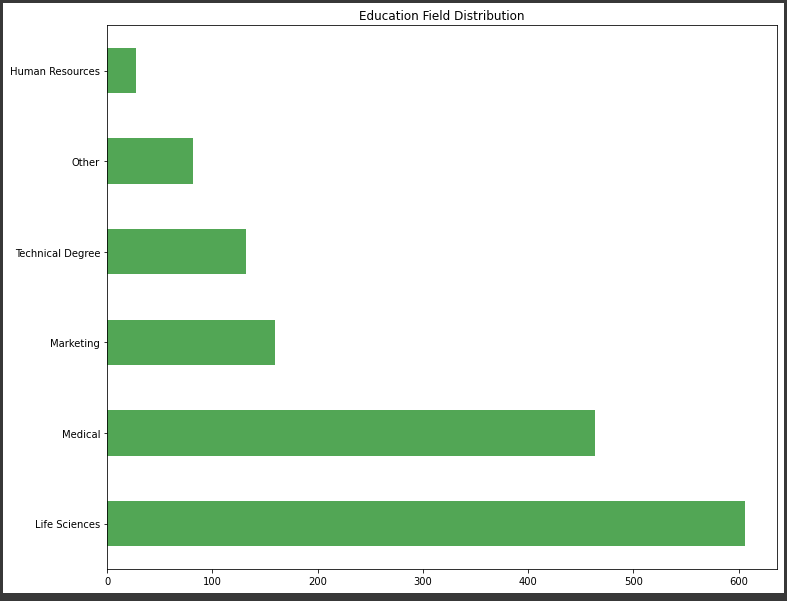 Education Field Distribution
Human Resources
Other
Technical Degree
Marketing
Medical
Life Sciences
0 100 200 300 400 500 600